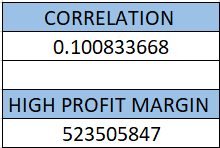 CORRELATION
0.100833668
HIGH PROFIT MARGIN
523505847